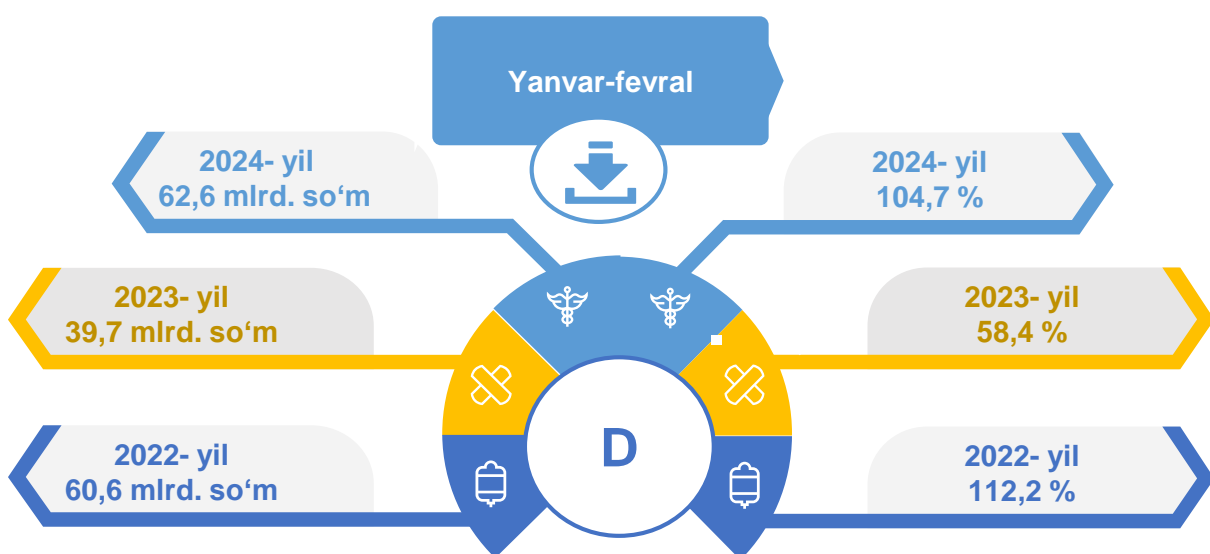 Yanvar-fevral
2024- yil
62,6 mlrd. so‘m
2024- yil
104,7 %
2023- yil
39,7 mlrd. so‘m
2023- yil
58,4 %
D
2022- yil
60,6 mlrd. so‘m
2022- yil
112,2 %